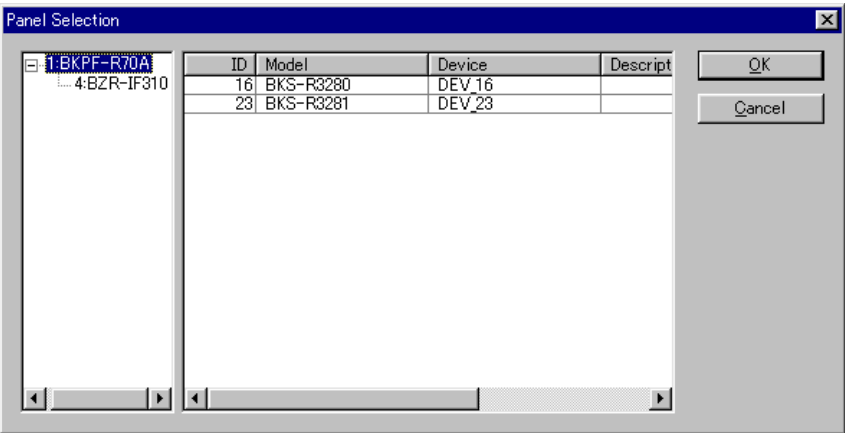 Panel Selection
1:BKPF-R70A
4:BZR-IF310
ID Model Device Descript
16 BKS-R3280 DEV_16
23 BKS-R3281 DEV_23
OK
Cancel